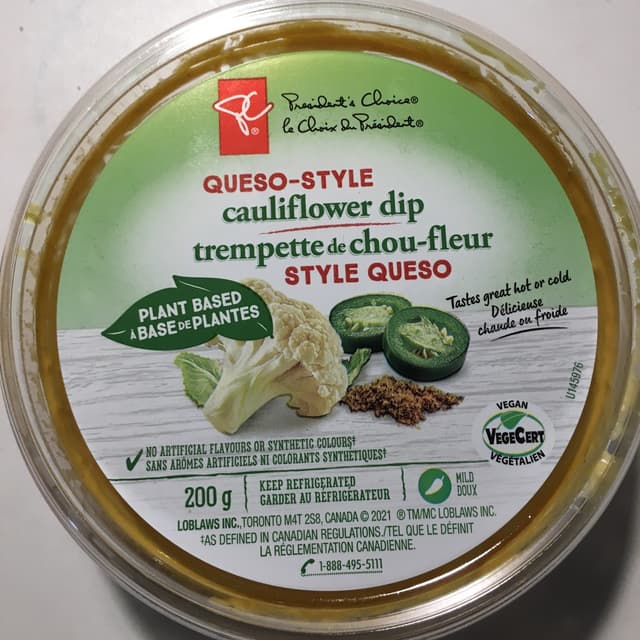 President's Choice®
le Choix du Président®
QUESO-STYLE
cauliflower dip
trempette de chou-fleur
STYLE QUESO
PLANT BASED
À BASE DE PLANTES
Tastes great hot or cold
Délicieuse
chaude ou froide
U145976
VEGAN
VEGECERT
VÉGÉTALIEN
NO ARTIFICIAL FLAVOURS OR SYNTHETIC COLOURS‡
SANS ARÔMES ARTIFICIELS NI COLORANTS SYNTHÉTIQUES‡
200 g
KEEP REFRIGERATED
GARDER AU RÉFRIGÉRATEUR
MILD
DOUX
LOBLAWS INC., TORONTO M4T 2S8, CANADA © 2021 ®TM/MC LOBLAWS INC.
‡AS DEFINED IN CANADIAN REGULATIONS./TEL QUE LE DÉFINIT
LA RÉGLEMENTATION CANADIENNE.
1-888-495-5111